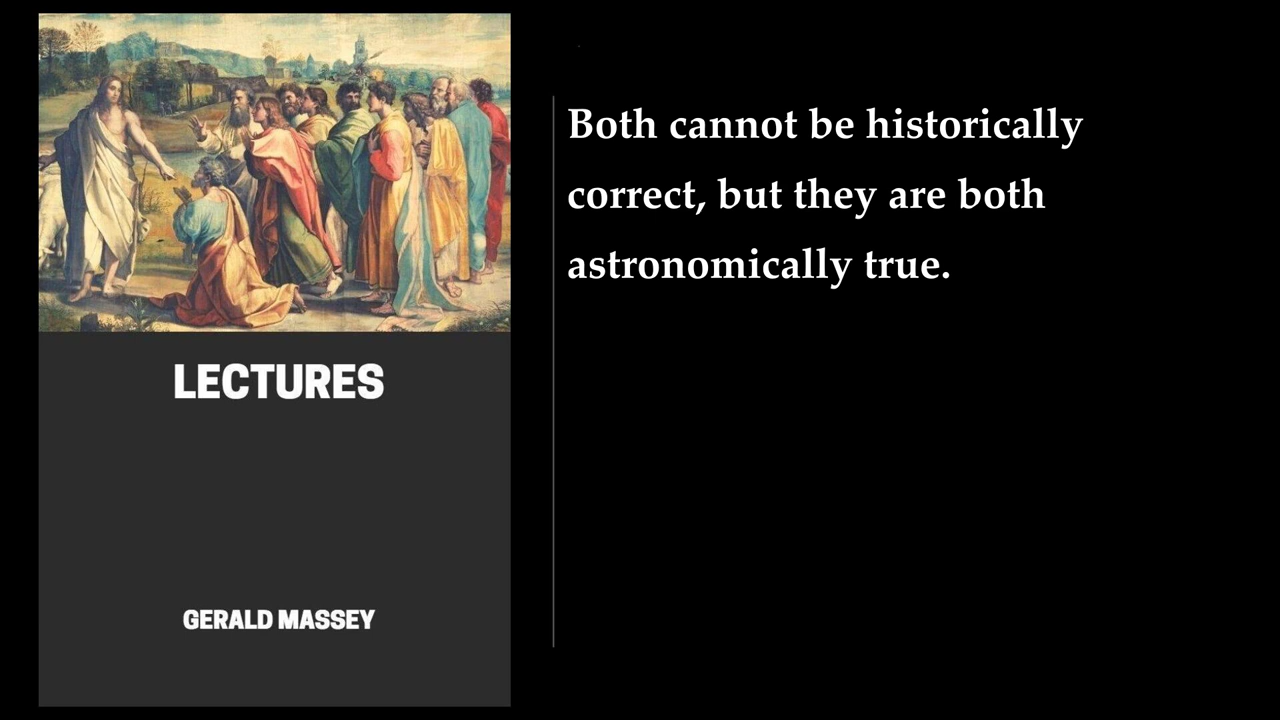 LECTURES
GERALD MASSEY
Both cannot be historically
correct, but they are both
astronomically true.